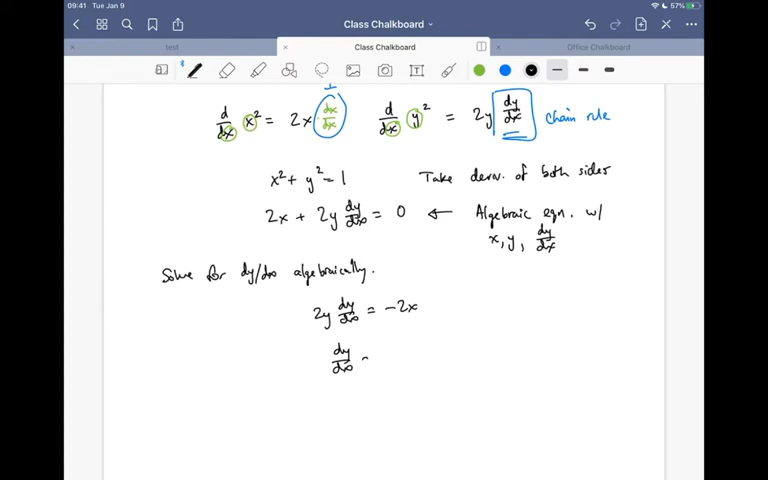 09:41 Tue Jan 9
57%
Class Chalkboard
test
Class Chalkboard
Office Chalkboard
1
d/dx x² = 2x · dx/dx d/dx y² = 2y dy/dx chain rule
x² + y² = 1 Take deriv. of both sides
2x + 2y dy/dx = 0 ← Algebraic eqn. w/
x, y, dy/dx
Solve for dy/dx algebraically.
2y dy/dx = -2x
dy/dx -